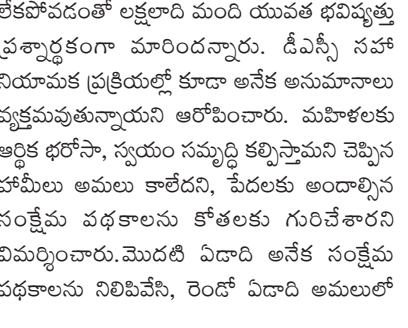 లేకపోవడంతో లక్షలాది మంది యువత భవిష్యత్తు
ప్రశ్నార్థకంగా మారిందన్నారు. డీఎస్సీ సహా
నియామక ప్రక్రియల్లో కూడా అనేక అనుమానాలు
వ్యక్తమవుతున్నాయని ఆరోపించారు. మహిళలకు
ఆర్థిక భరోసా, స్వయం సమృద్ధి కల్పిస్తామని చెప్పిన
హామీలు అమలు కాలేదని, పేదలకు అందాల్సిన
సంక్షేమ పథకాలను కోతలకు గురిచేశారని
విమర్శించారు.మొదటి ఏడాది అనేక సంక్షేమ
పథకాలను నిలిపివేసి, రెండో ఏడాది అమలులో